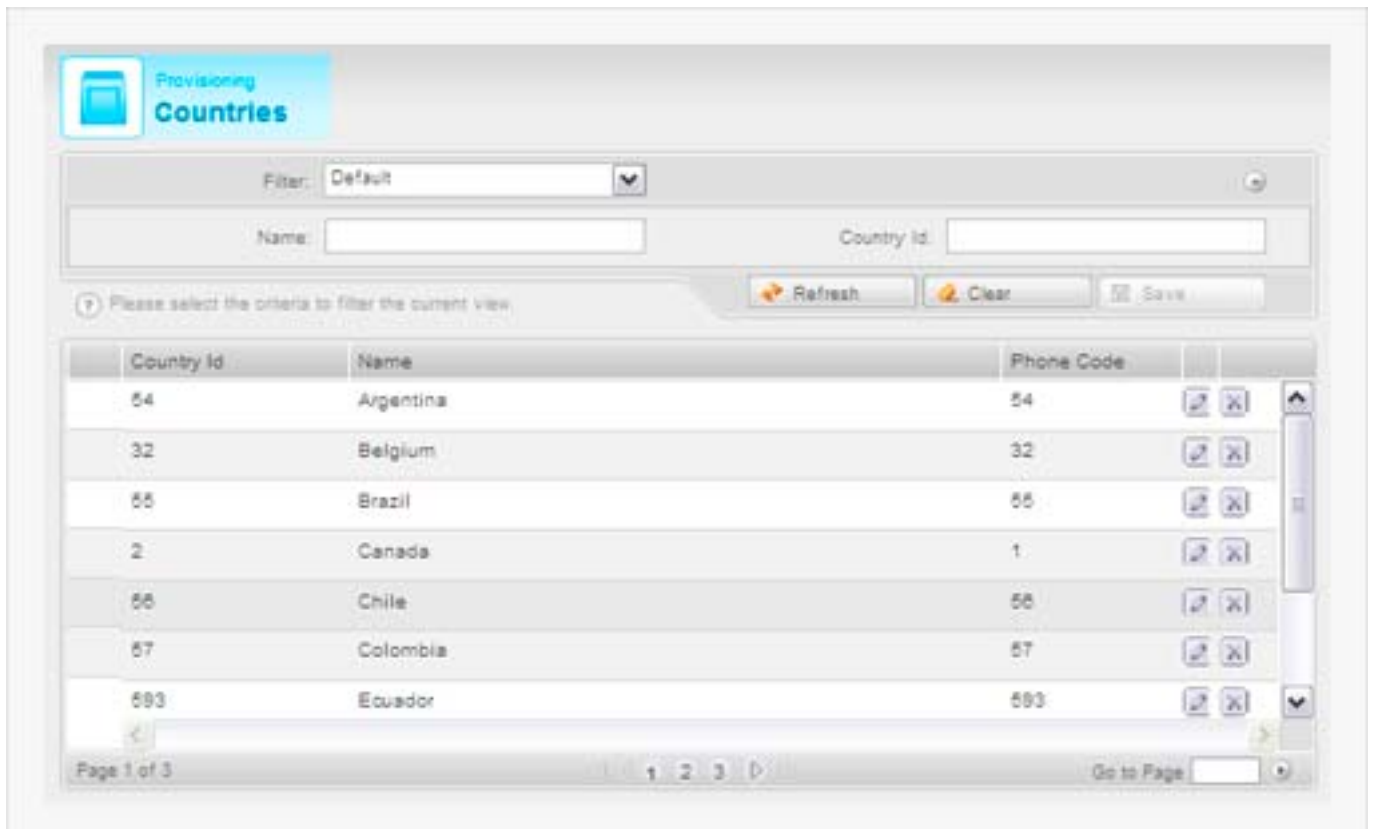 Provisioning
Countries
Filter: Default
Name: Country Id:
Please select the criteria to filter the current view.
Refresh Clear Save
Country Id Name Phone Code
54 Argentina 54
32 Belgium 32
55 Brazil 55
2 Canada 1
56 Chile 56
57 Colombia 57
593 Ecuador 593
Page 1 of 3 1 2 3 Go to Page